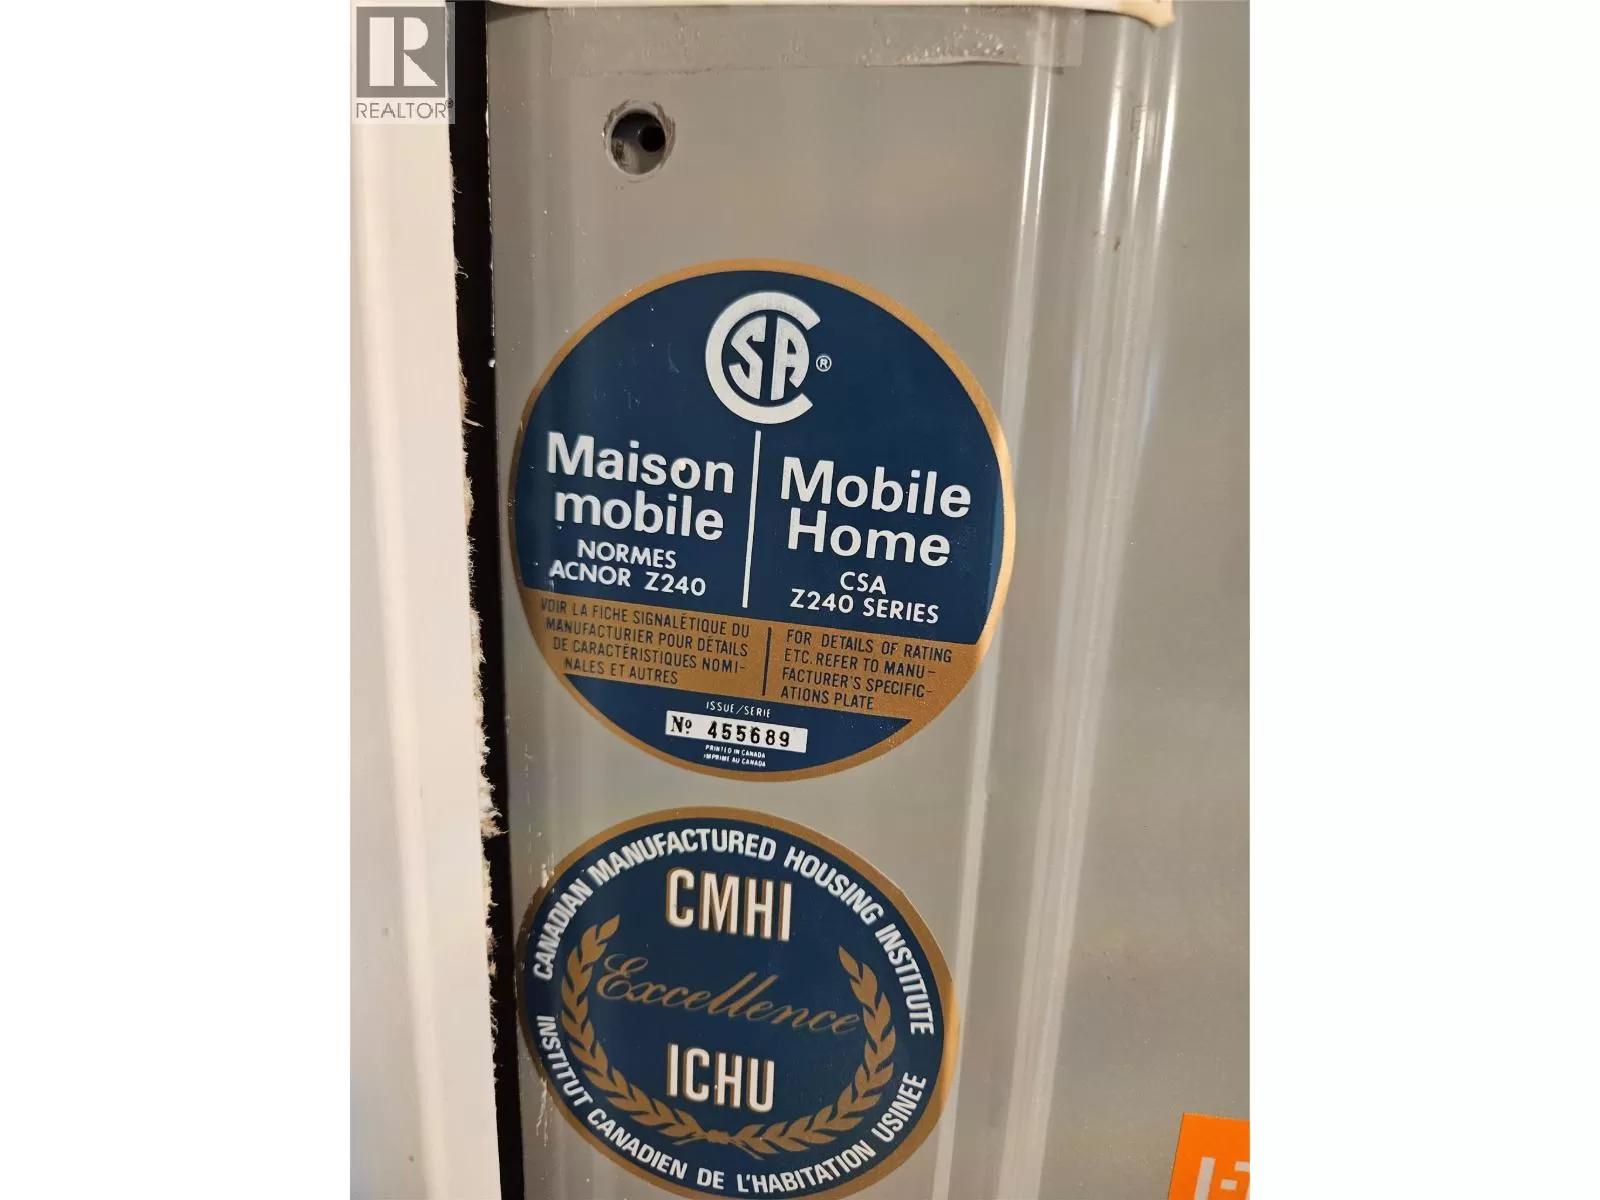 R
REALTOR®
CSA®
Maison
mobile
NORMES
ACNOR Z240
Mobile
Home
CSA
Z240 SERIES
VOIR LA FICHE SIGNALÉTIQUE DU
MANUFACTURIER POUR DÉTAILS
DE CARACTÉRISTIQUES NOMI-
NALES ET AUTRES
FOR DETAILS OF RATING
ETC. REFER TO MANU-
FACTURER'S SPECIFIC-
ATIONS PLATE
ISSUE/SERIE
Nº 455689
PRINTED IN CANADA
IMPRIME AU CANADA
CANADIAN MANUFACTURED HOUSING INSTITUTE
CMHI
Excellence
ICHU
INSTITUT CANADIEN DE L'HABITATION USINEE